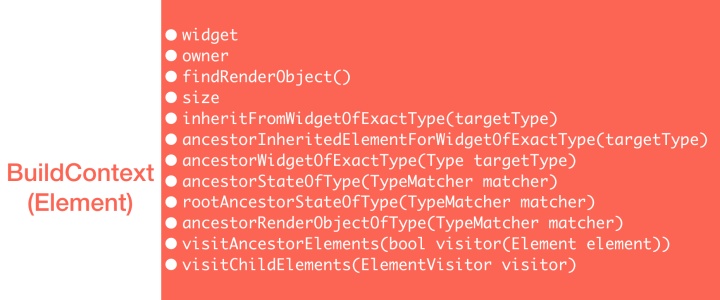 BuildContext
(Element)
● widget
● owner
● findRenderObject()
● size
● inheritFromWidgetOfExactType(targetType)
● ancestorInheritedElementForWidgetOfExactType(targetType)
● ancestorWidgetOfExactType(Type targetType)
● ancestorStateOfType(TypeMatcher matcher)
● rootAncestorStateOfType(TypeMatcher matcher)
● ancestorRenderObjectOfType(TypeMatcher matcher)
● visitAncestorElements(bool visitor(Element element))
● visitChildElements(ElementVisitor visitor)